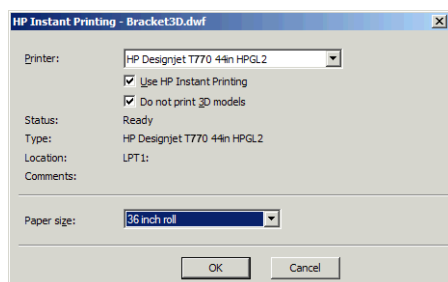 HP Instant Printing - Bracket3D.dwf
Printer: HP Designjet T770 44in HPGL2
Use HP Instant Printing
Do not print 3D models
Status: Ready
Type: HP Designjet T770 44in HPGL2
Location: LPT1:
Comments:
Paper size: 36 inch roll
OK Cancel